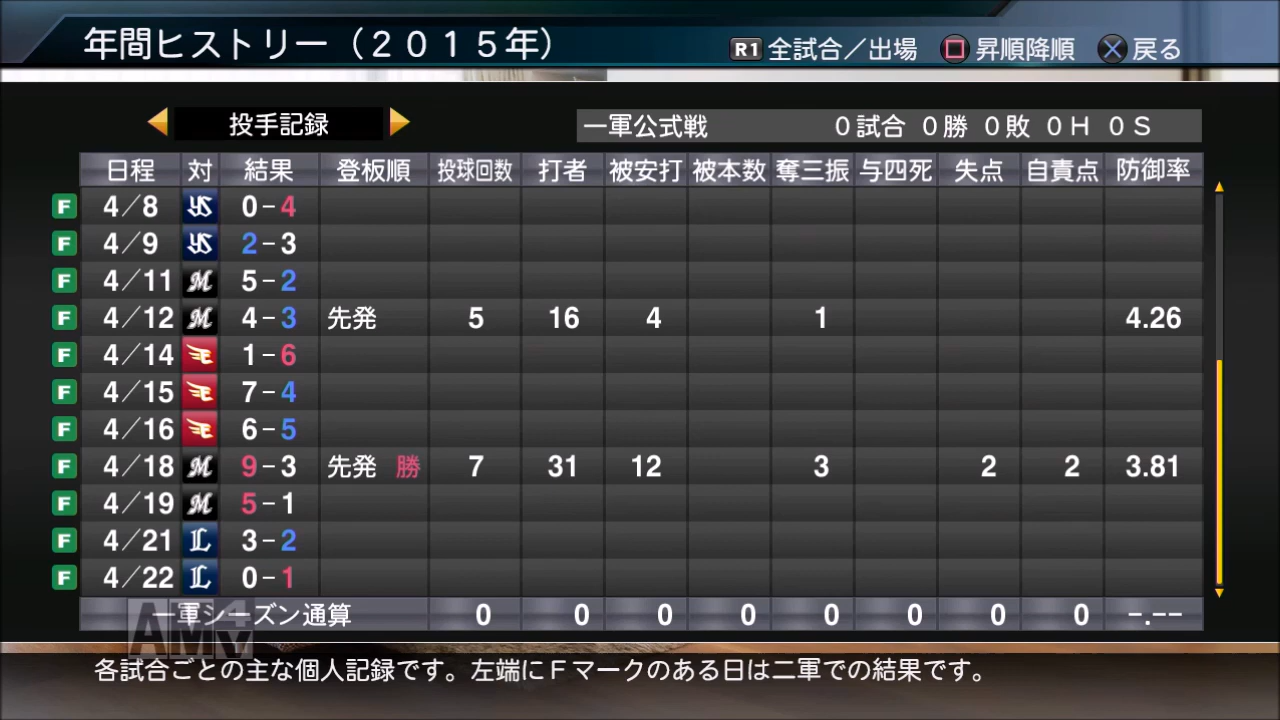 年間ヒストリー（２０１５年）
R1 全試合／出場 昇順降順 戻る
投手記録
一軍公式戦 ０試合 ０勝 ０敗 ０Ｈ ０Ｓ
日程 対 結果 登板順 投球回数 打者 被安打 被本数 奪三振 与四死 失点 自責点 防御率
F 4／8 YS 0-4
F 4／9 YS 2-3
F 4／11 M 5-2
F 4／12 M 4-3 先発 5 16 4 1 4.26
F 4／14 E 1-6
F 4／15 E 7-4
F 4／16 E 6-5
F 4／18 M 9-3 先発 勝 7 31 12 3 2 2 3.81
F 4／19 M 5-1
F 4／21 L 3-2
F 4／22 L 0-1
一軍シーズン通算 0 0 0 0 0 0 0 0 -.--
各試合ごとの主な個人記録です。左端にＦマークのある日は二軍での結果です。